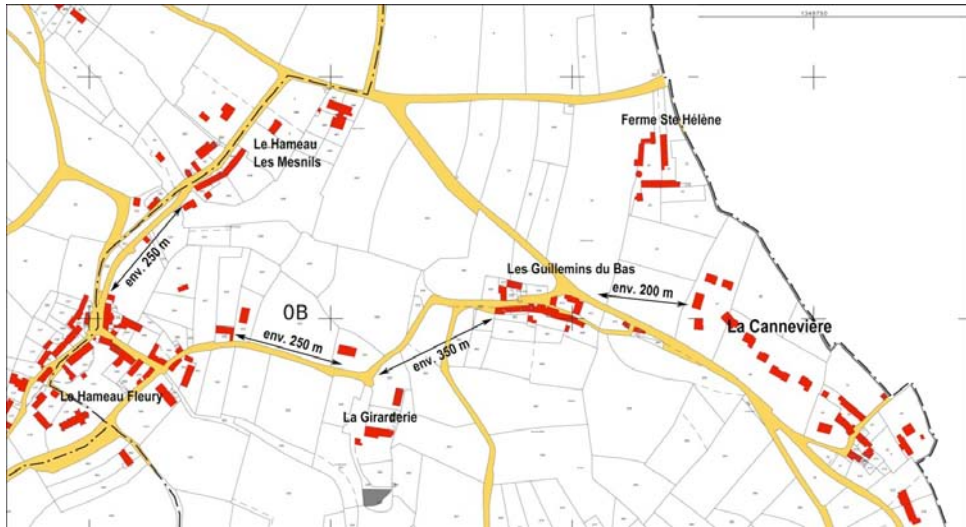 Ferme Ste Hélène
Le Hameau
Les Mesnils
env. 250 m
Les Guillemins du Bas
env. 200 m
0B
env. 250 m
env. 350 m
La Cannevière
Le Hameau Fleury
La Girarderie